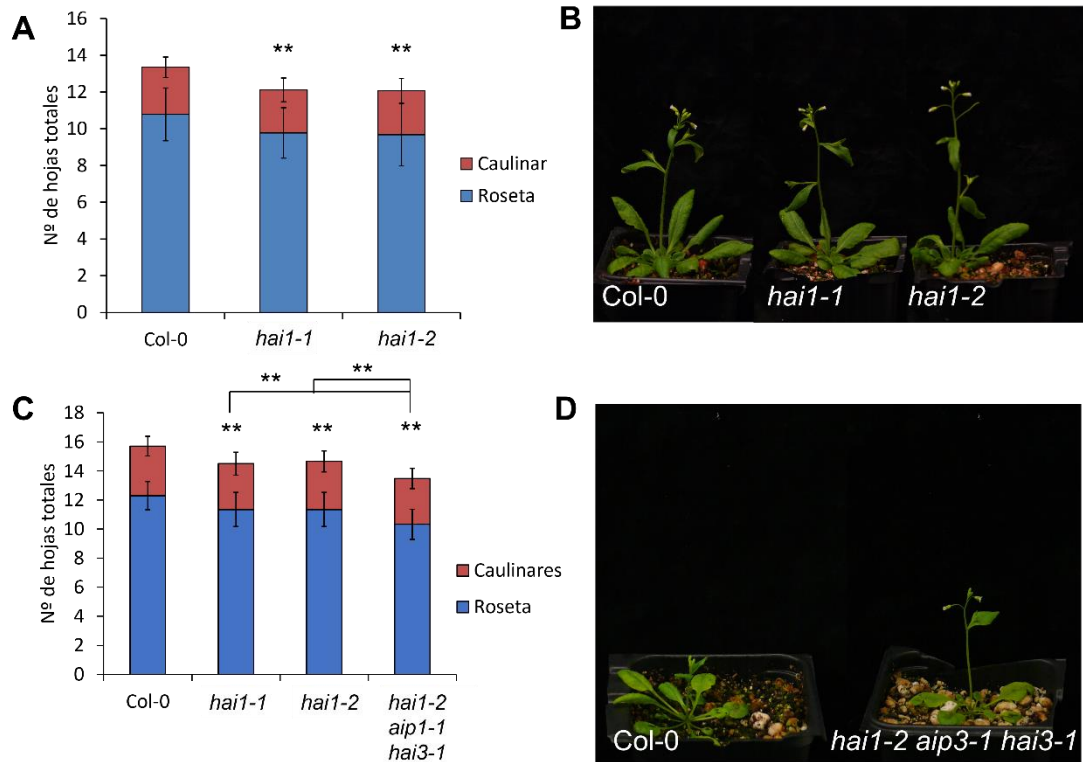 A
Nº de hojas totales
16
14
12
10
8
6
4
2
0
** **
Caulinar
Roseta
Col-0 hai1-1 hai1-2
B
Col-0 hai1-1 hai1-2
C
Nº de hojas totales
18
16
14
12
10
8
6
4
2
0
**
**
** ** **
Caulinares
Roseta
Col-0 hai1-1 hai1-2 hai1-2
aip1-1
hai3-1
D
Col-0 hai1-2 aip3-1 hai3-1